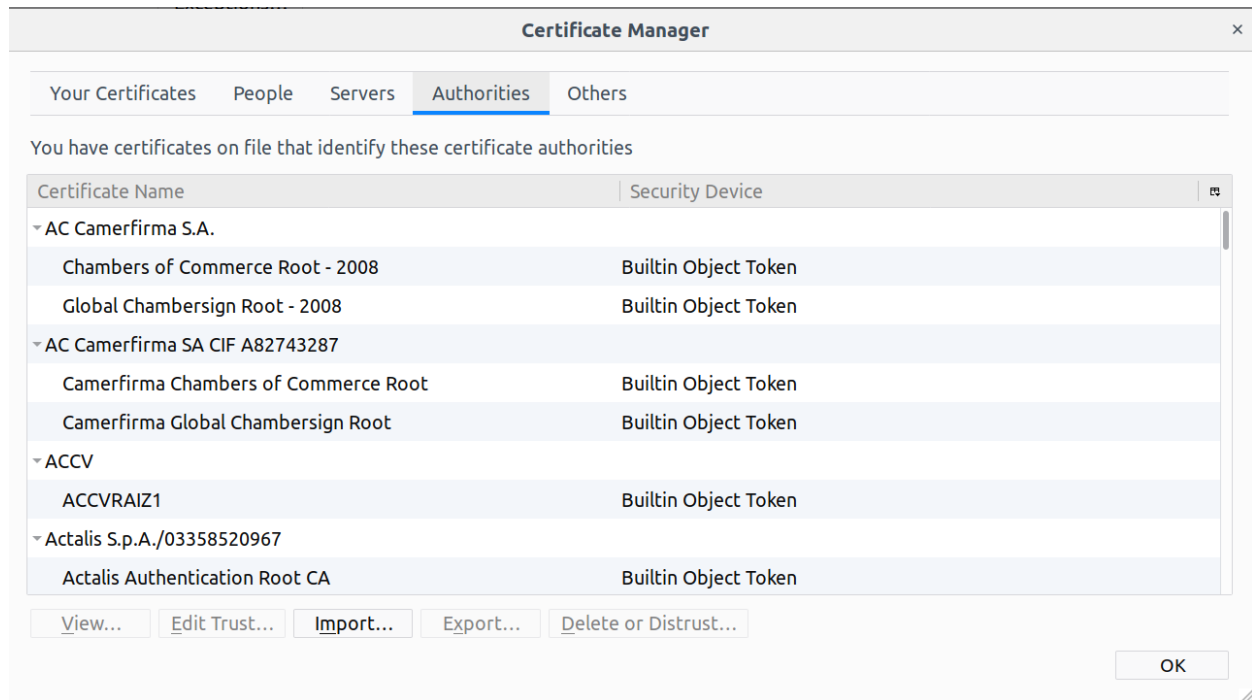 Certificate Manager
Your Certificates People Servers Authorities Others
You have certificates on file that identify these certificate authorities
Certificate Name Security Device
AC Camerfirma S.A.
Chambers of Commerce Root - 2008 Builtin Object Token
Global Chambersign Root - 2008 Builtin Object Token
AC Camerfirma SA CIF A82743287
Camerfirma Chambers of Commerce Root Builtin Object Token
Camerfirma Global Chambersign Root Builtin Object Token
ACCV
ACCVRAIZ1 Builtin Object Token
Actalis S.p.A./03358520967
Actalis Authentication Root CA Builtin Object Token
View... Edit Trust... Import... Export... Delete or Distrust...
OK